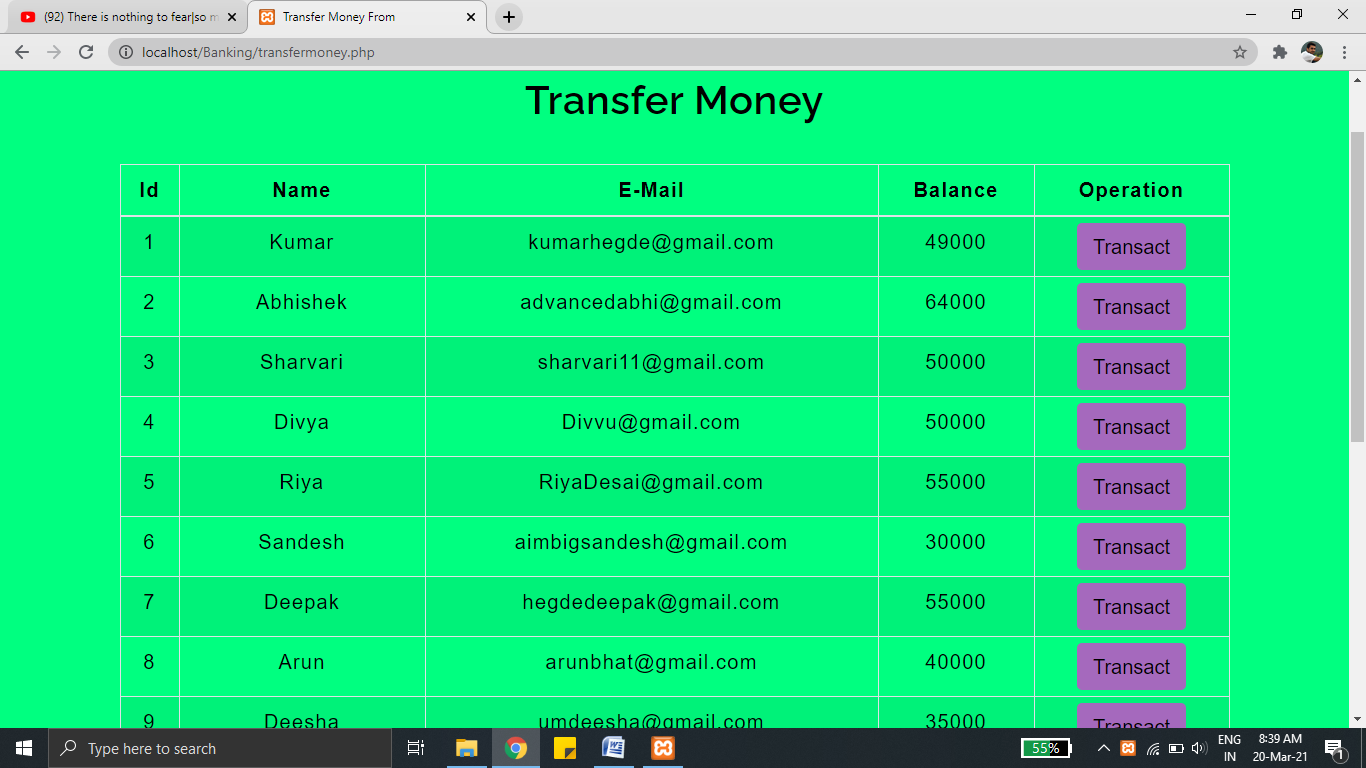 (92) There is nothing to fear|so m
Transfer Money From
localhost/Banking/transfermoney.php
Transfer Money
Id Name E-Mail Balance Operation
1 Kumar kumarhegde@gmail.com 49000 Transact
2 Abhishek advancedabhi@gmail.com 64000 Transact
3 Sharvari sharvari11@gmail.com 50000 Transact
4 Divya Divvu@gmail.com 50000 Transact
5 Riya RiyaDesai@gmail.com 55000 Transact
6 Sandesh aimbigsandesh@gmail.com 30000 Transact
7 Deepak hegdedeepak@gmail.com 55000 Transact
8 Arun arunbhat@gmail.com 40000 Transact
9 Deesha umdeesha@gmail.com 35000 Transact
Type here to search
55%
ENG
IN
8:39 AM
20-Mar-21
1